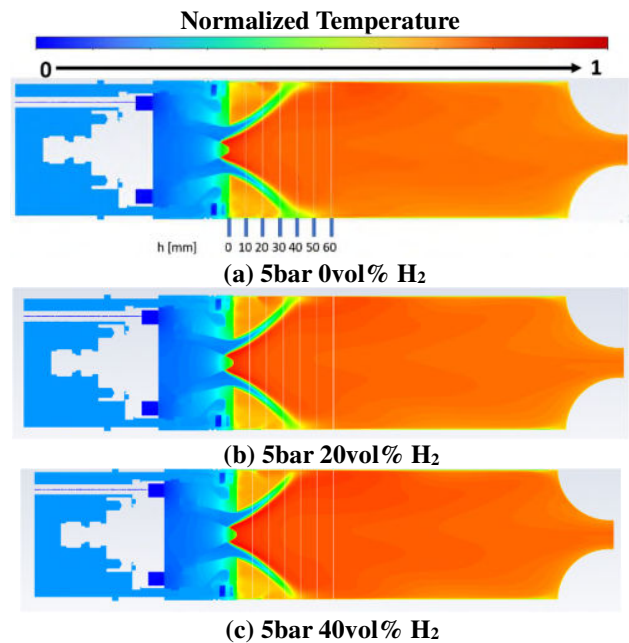 Normalized Temperature
0 1
h [mm] 0 10 20 30 40 50 60
(a) 5bar 0vol% H₂
(b) 5bar 20vol% H₂
(c) 5bar 40vol% H₂